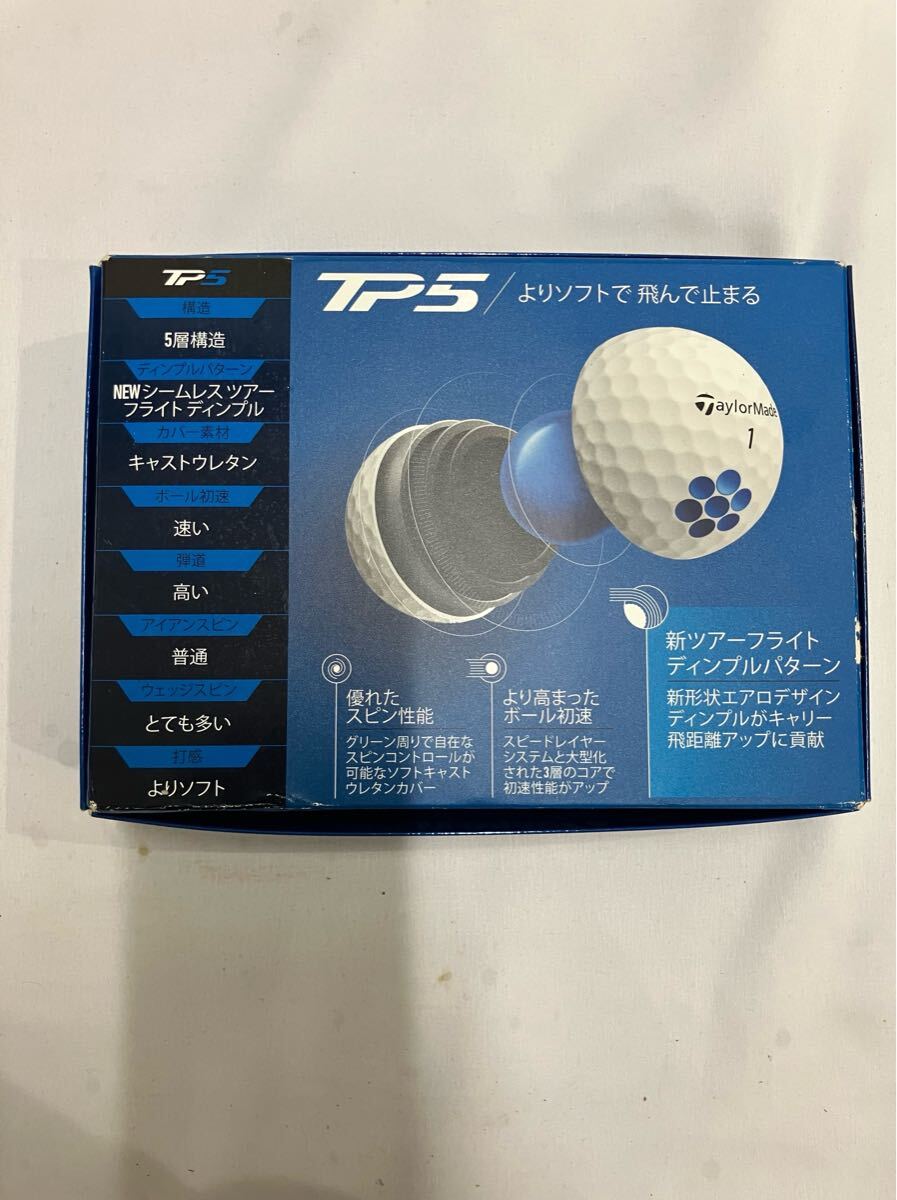 TP5
構造
5層構造
ディンプルパターン
NEWシームレス ツアー
フライト ディンプル
カバー素材
キャストウレタン
ボール初速
速い
弾道
高い
アイアンスピン
普通
ウェッジスピン
とても多い
打感
よりソフト
TP5/よりソフトで 飛んで止まる
TaylorMade
1
優れた
スピン性能
グリーン周りで自在な
スピンコントロールが
可能なソフトキャスト
ウレタンカバー
より高まった
ボール初速
スピードレイヤー
システムと大型化
された3層のコアで
初速性能がアップ
新ツアーフライト
ディンプルパターン
新形状エアロデザイン
ディンプルがキャリー
飛距離アップに貢献